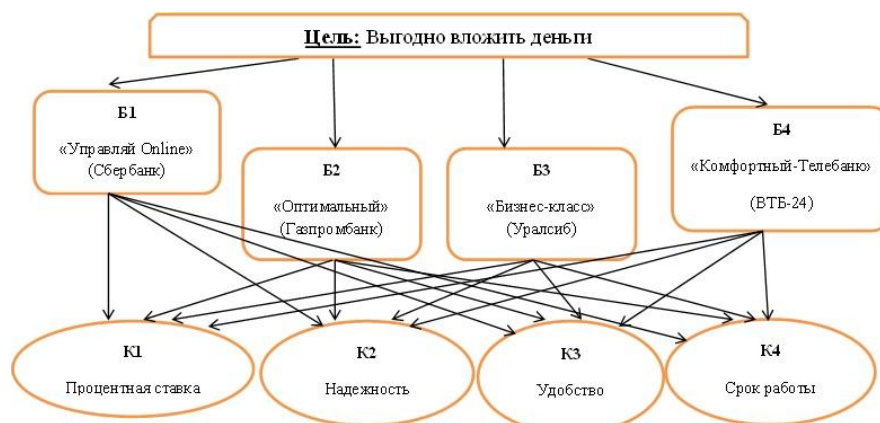 Цель: Выгодно вложить деньги
Б1
«Управляй Online»
(Сбербанк)
Б2
«Оптимальный»
(Газпромбанк)
Б3
«Бизнес-класс»
(Уралсиб)
Б4
«Комфортный-Телебаню»
(ВТБ-24)
К1
Процентная ставка
К2
Надежность
К3
Удобство
К4
Срок работы